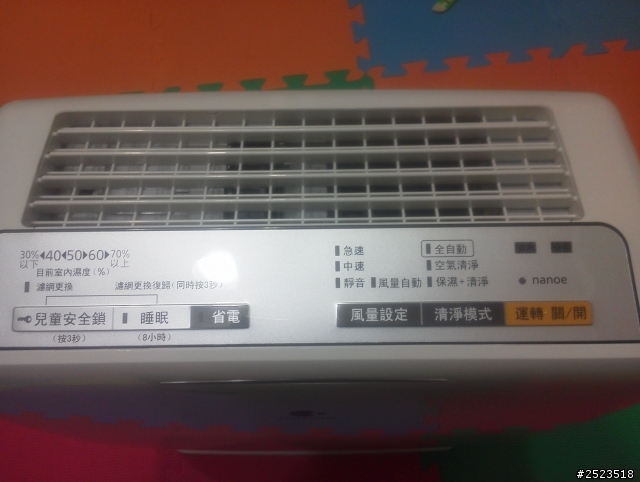 30%以下 ◀40◀50▶60▶ 70%以上
目前室內濕度(%)
濾網更換 濾網更換復歸(同時按3秒)
兒童安全鎖 睡眠 省電
(按3秒) (8小時)
急速 全自動
中速 空氣清淨
靜音 風量自動 保濕+清淨 nanoe
風量設定 清淨模式 運轉 關/開
#2523518